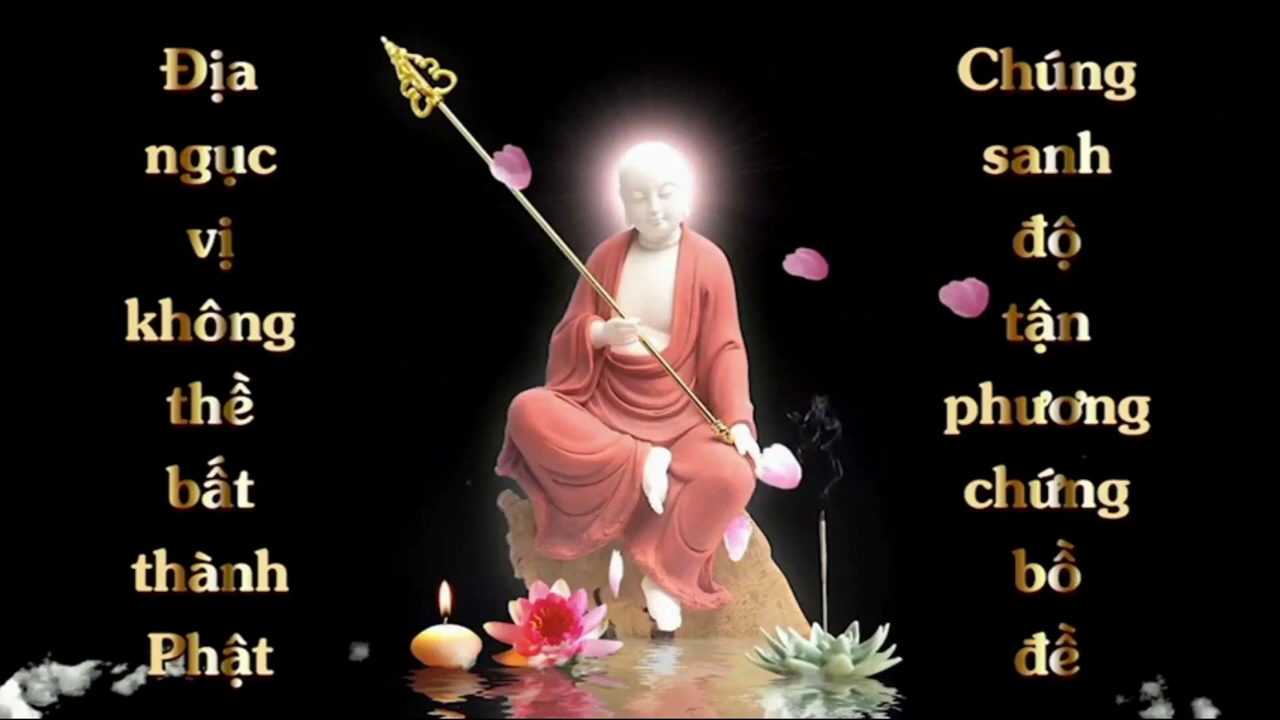 Địa
ngục
vị
không
thề
bất
thành
Phật
Chúng
sanh
độ
tận
phương
chứng
bồ
đề